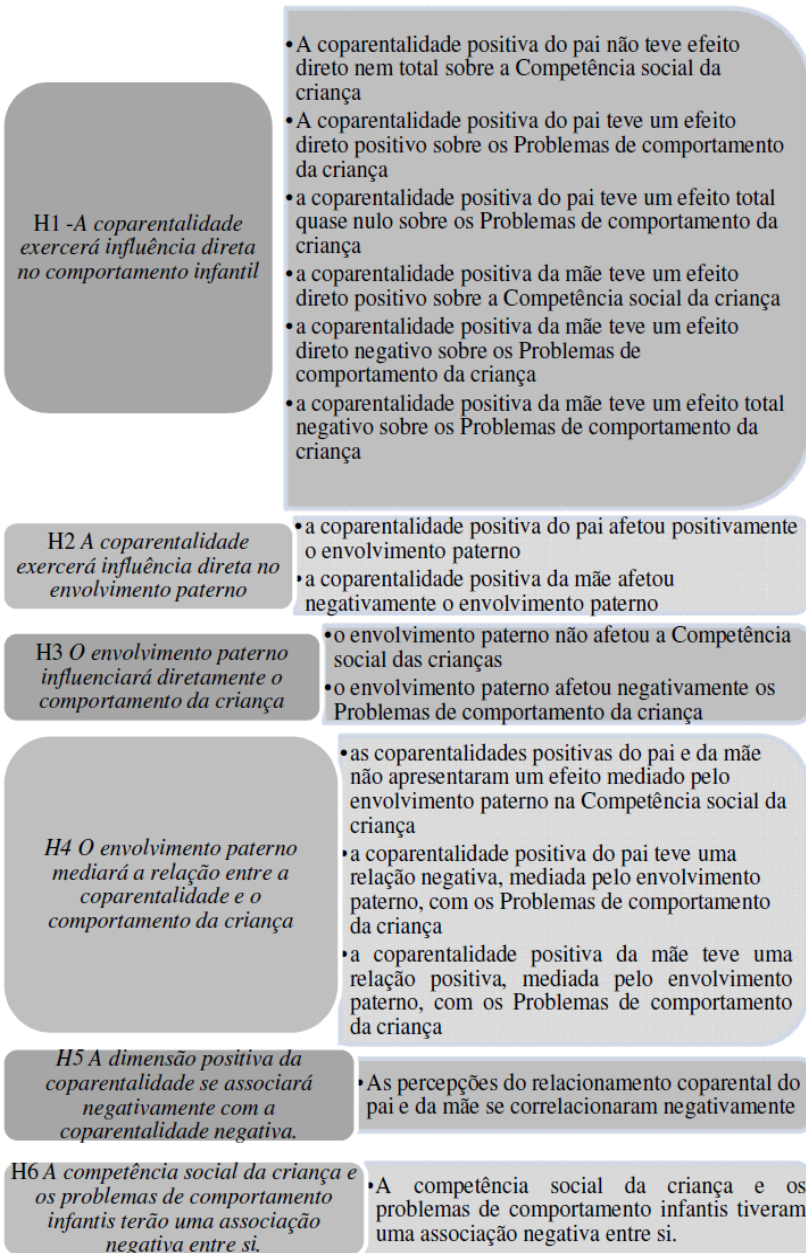 H1 -A coparentalidade
exercerá influência direta
no comportamento infantil
•A coparentalidade positiva do pai não teve efeito
direto nem total sobre a Competência social da
criança
•A coparentalidade positiva do pai teve um efeito
direto positivo sobre os Problemas de comportamento
da criança
•a coparentalidade positiva do pai teve um efeito total
quase nulo sobre os Problemas de comportamento da
criança
•a coparentalidade positiva da mãe teve um efeito
direto positivo sobre a Competência social da criança
•a coparentalidade positiva da mãe teve um efeito
direto negativo sobre os Problemas de
comportamento da criança
•a coparentalidade positiva da mãe teve um efeito total
negativo sobre os Problemas de comportamento da
criança
H2 A coparentalidade
exercerá influência direta no
envolvimento paterno
•a coparentalidade positiva do pai afetou positivamente
o envolvimento paterno
•a coparentalidade positiva da mãe afetou
negativamente o envolvimento paterno
H3 O envolvimento paterno
influenciará diretamente o
comportamento da criança
•o envolvimento paterno não afetou a Competência
social das crianças
•o envolvimento paterno afetou negativamente os
Problemas de comportamento da criança
H4 O envolvimento paterno
mediará a relação entre a
coparentalidade e o
comportamento da criança
•as coparentalidades positivas do pai e da mãe
não apresentaram um efeito mediado pelo
envolvimento paterno na Competência social da
criança
•a coparentalidade positiva do pai teve uma
relação negativa, mediada pelo envolvimento
paterno, com os Problemas de comportamento
da criança
•a coparentalidade positiva da mãe teve uma
relação positiva, mediada pelo envolvimento
paterno, com os Problemas de comportamento
da criança
H5 A dimensão positiva da
coparentalidade se associará
negativamente com a
coparentalidade negativa.
•As percepções do relacionamento coparental do
pai e da mãe se correlacionaram negativamente
H6 A competência social da criança e
os problemas de comportamento
infantis terão uma associação
negativa entre si.
•A competência social da criança e os
problemas de comportamento infantis tiveram
uma associação negativa entre si.